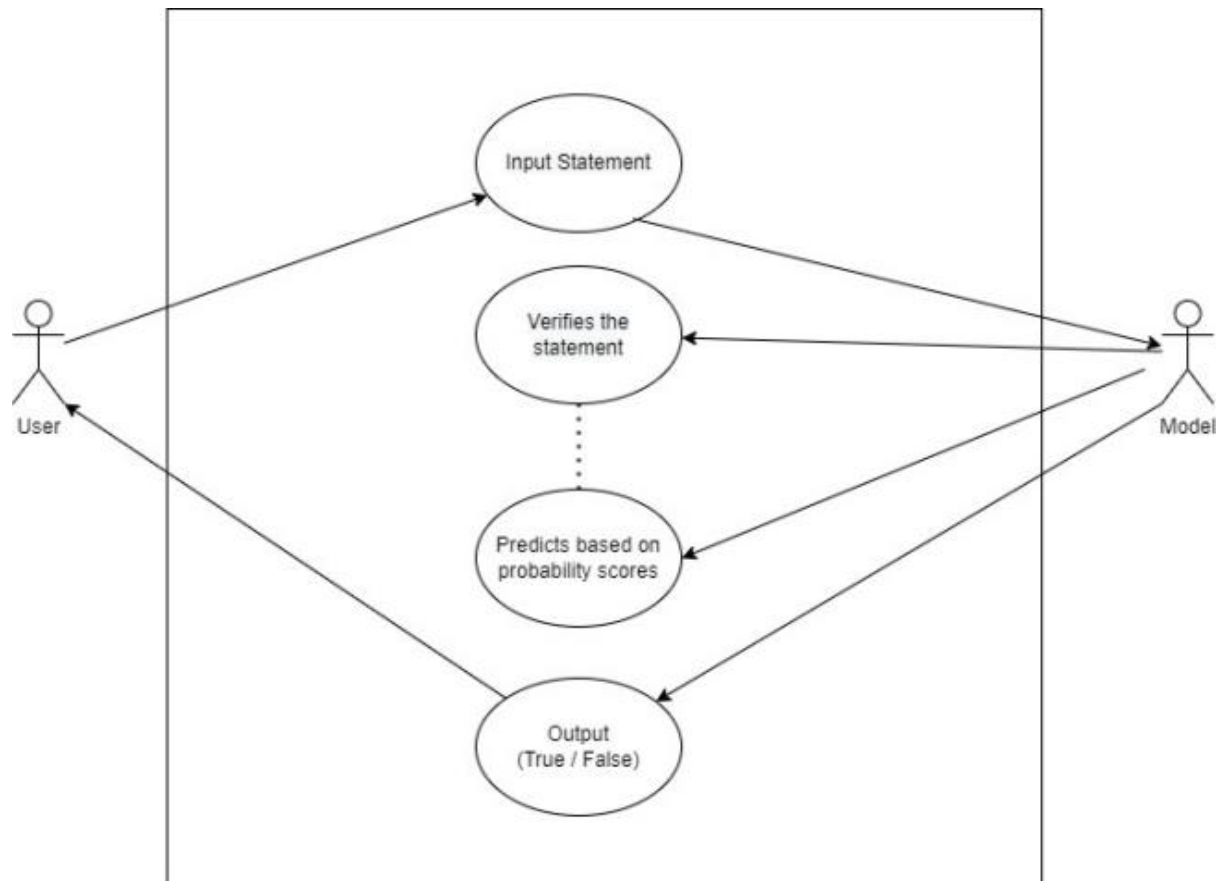 Input Statement
Verifies the
statement
User
Model
Predicts based on
probability scores
Output
(True / False)